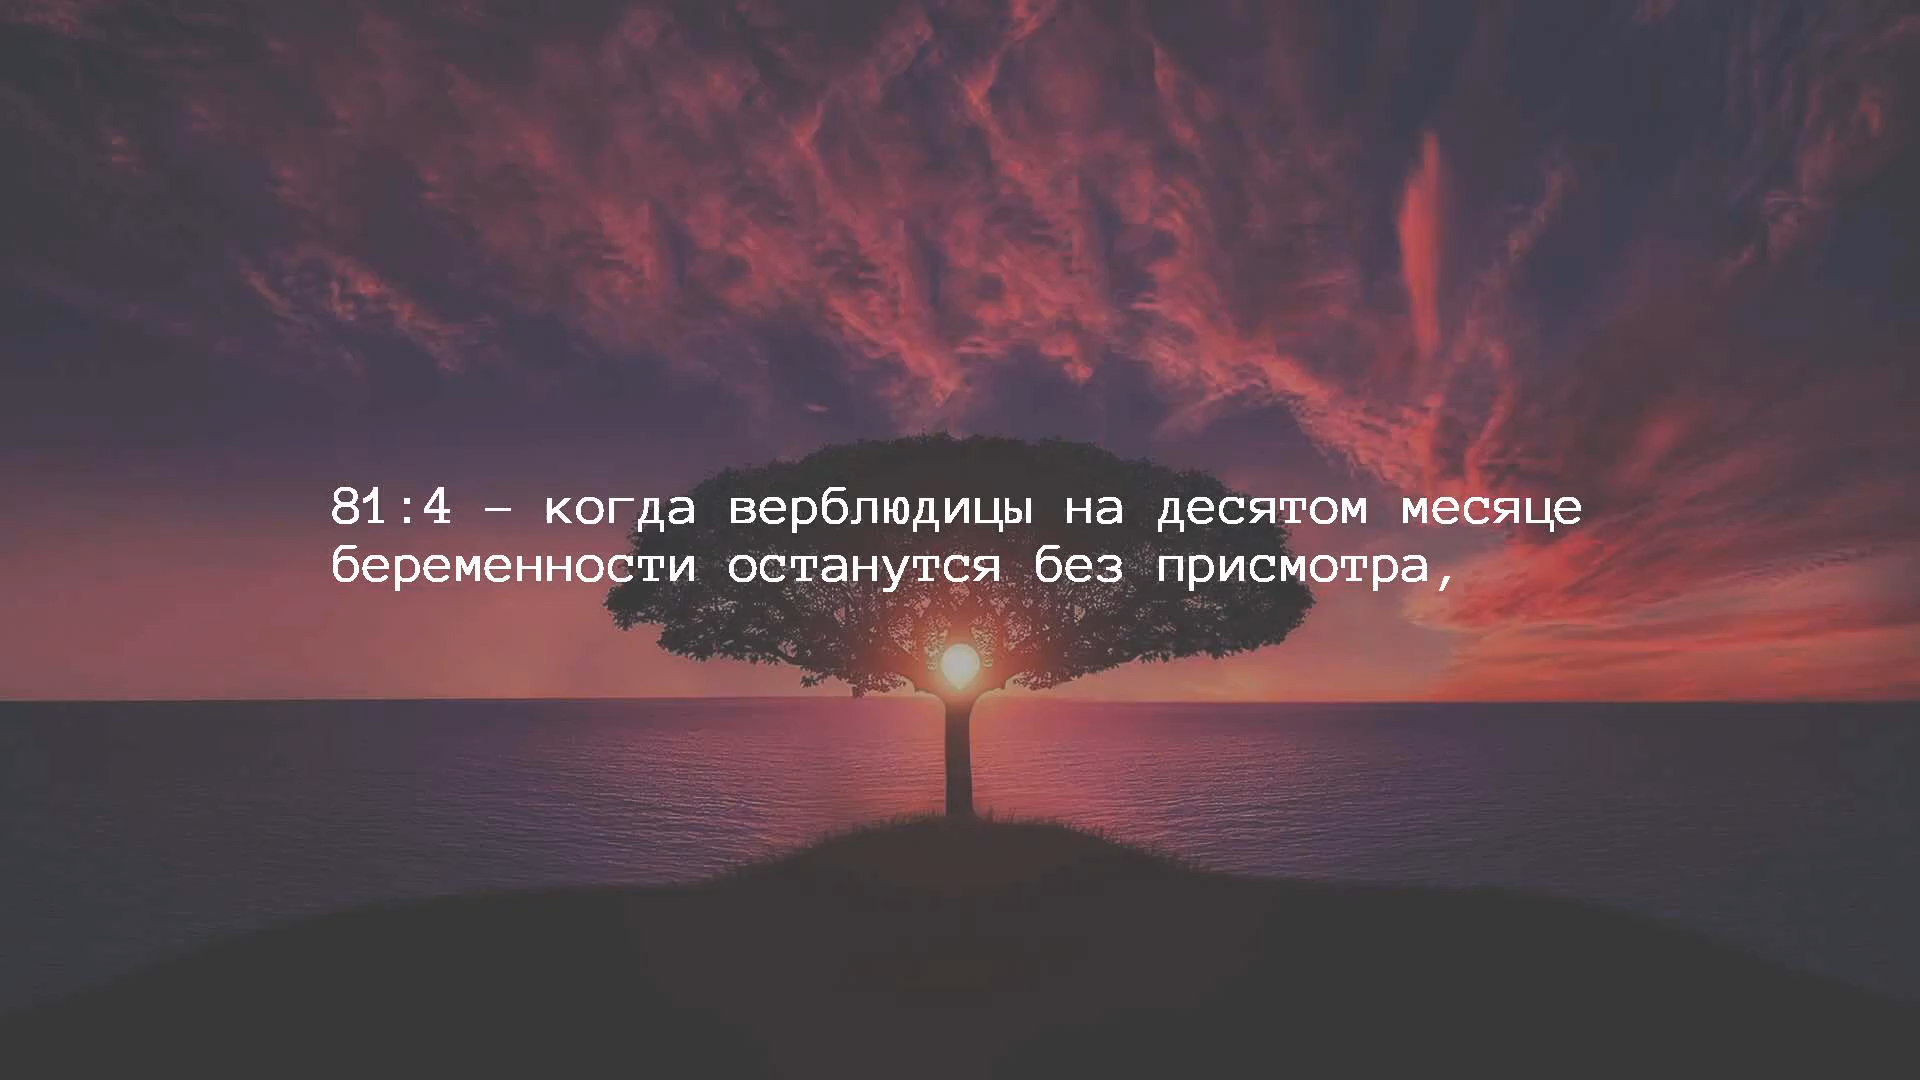 81:4 – когда верблюдицы на десятом месяце
беременности останутся без присмотра,